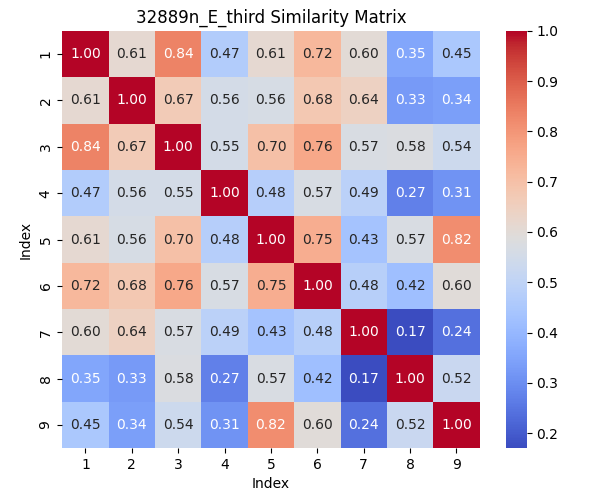 32889n_E_third Similarity Matrix
1 1.00 0.61 0.84 0.47 0.61 0.72 0.60 0.35 0.45
2 0.61 1.00 0.67 0.56 0.56 0.68 0.64 0.33 0.34
3 0.84 0.67 1.00 0.55 0.70 0.76 0.57 0.58 0.54
4 0.47 0.56 0.55 1.00 0.48 0.57 0.49 0.27 0.31
5 0.61 0.56 0.70 0.48 1.00 0.75 0.43 0.57 0.82
6 0.72 0.68 0.76 0.57 0.75 1.00 0.48 0.42 0.60
7 0.60 0.64 0.57 0.49 0.43 0.48 1.00 0.17 0.24
8 0.35 0.33 0.58 0.27 0.57 0.42 0.17 1.00 0.52
9 0.45 0.34 0.54 0.31 0.82 0.60 0.24 0.52 1.00
1 2 3 4 5 6 7 8 9
Index
Index
1.0
0.9
0.8
0.7
0.6
0.5
0.4
0.3
0.2